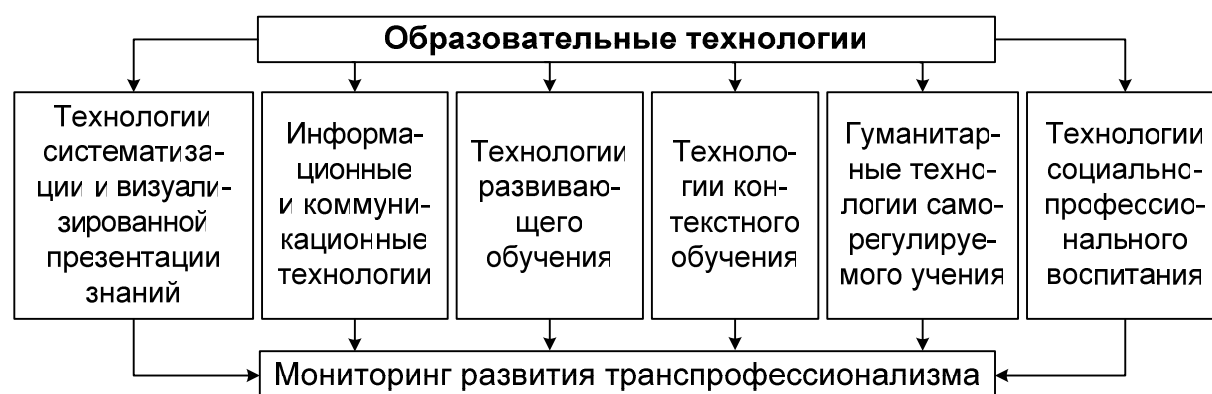 Образовательные технологии
Технологии
систематиза-
ции и визуали-
зированной
презентации
знаний
Информа-
ционные
и коммуни-
кационные
технологии
Технологии
развиваю-
щего
обучения
Техноло-
гии кон-
текстного
обучения
Гуманитар-
ные техно-
логии само-
регулируе-
мого учения
Технологии
социально-
профессио-
нального
воспитания
Мониторинг развития транспрофессионализма